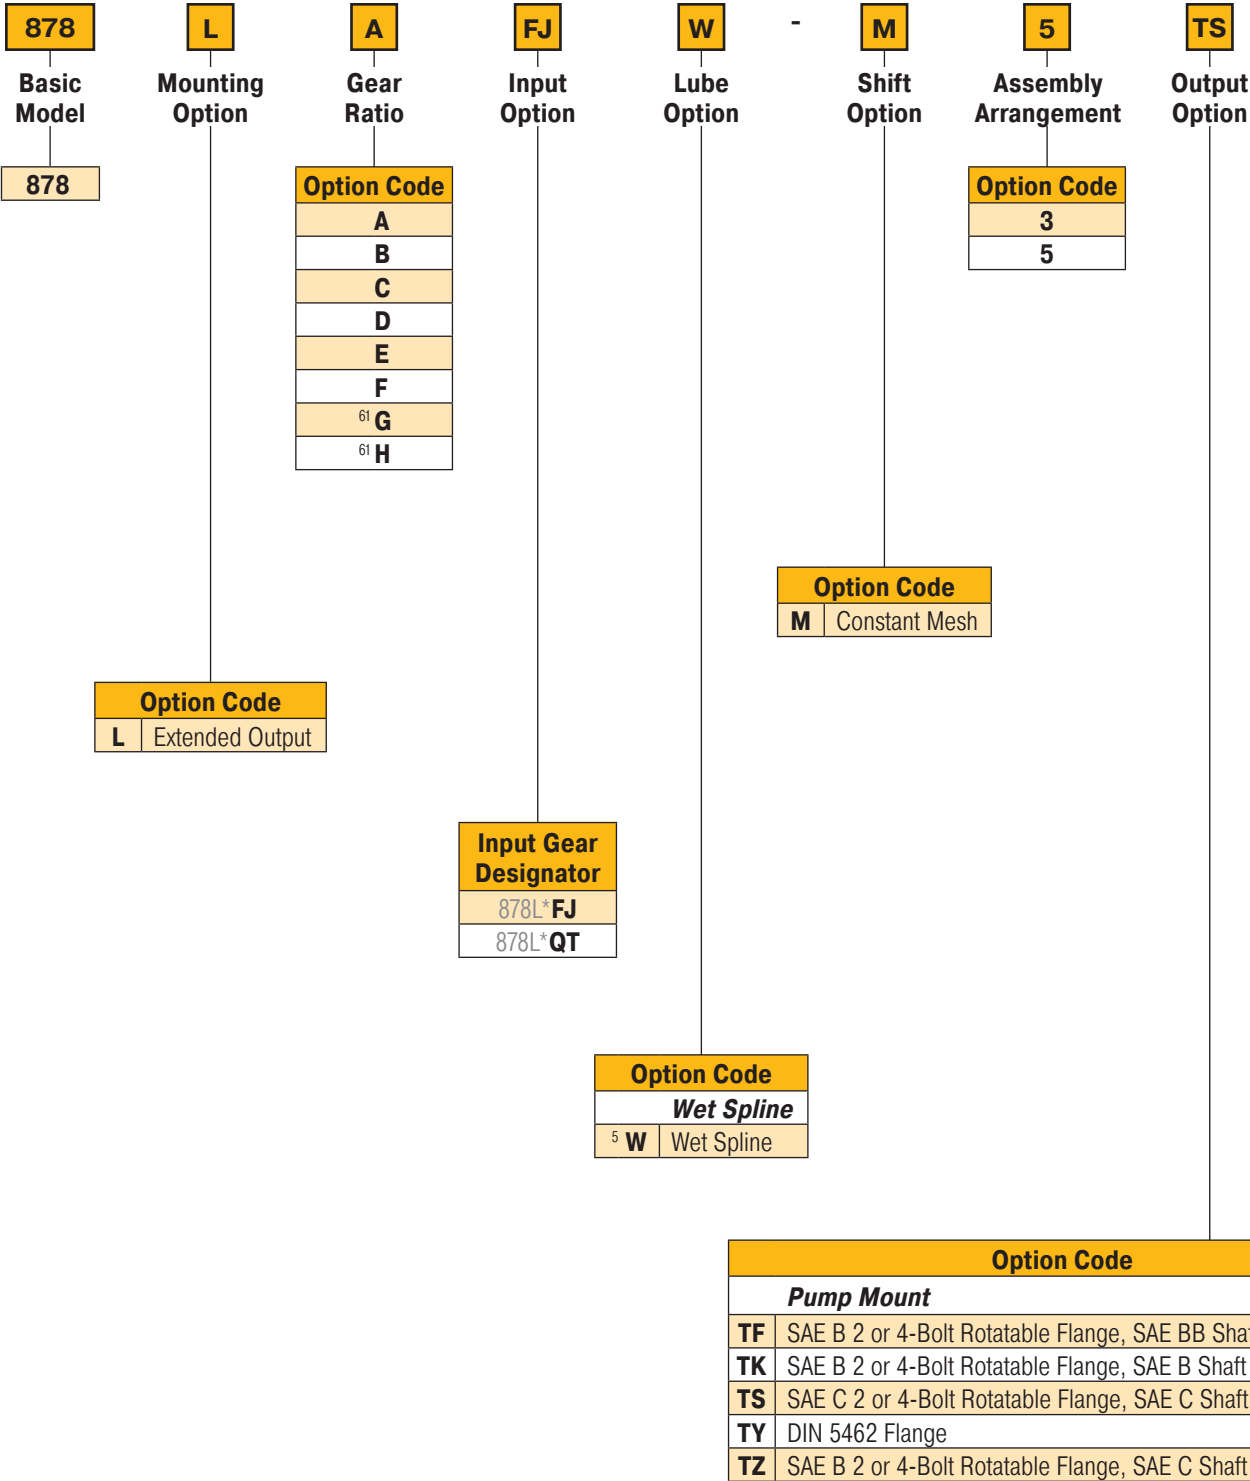 878 L A FJ W - M 5 TS
Basic Model
Mounting Option
Gear Ratio
Input Option
Lube Option
Shift Option
Assembly Arrangement
Output Option
878
Option Code
A
B
C
D
E
F
61 G
61 H
Option Code
3
5
Option Code
M Constant Mesh
Option Code
L Extended Output
Input Gear
Designator
878L*FJ
878L*QT
Option Code
Wet Spline
5 W Wet Spline
Option Code
Pump Mount
TF SAE B 2 or 4-Bolt Rotatable Flange, SAE BB
TK SAE B 2 or 4-Bolt Rotatable Flange, SAE B Shaft
TS SAE C 2 or 4-Bolt Rotatable Flange, SAE C Shaft
TY DIN 5462 Flange
TZ SAE B 2 or 4-Bolt Rotatable Flange, SAE C Shaft